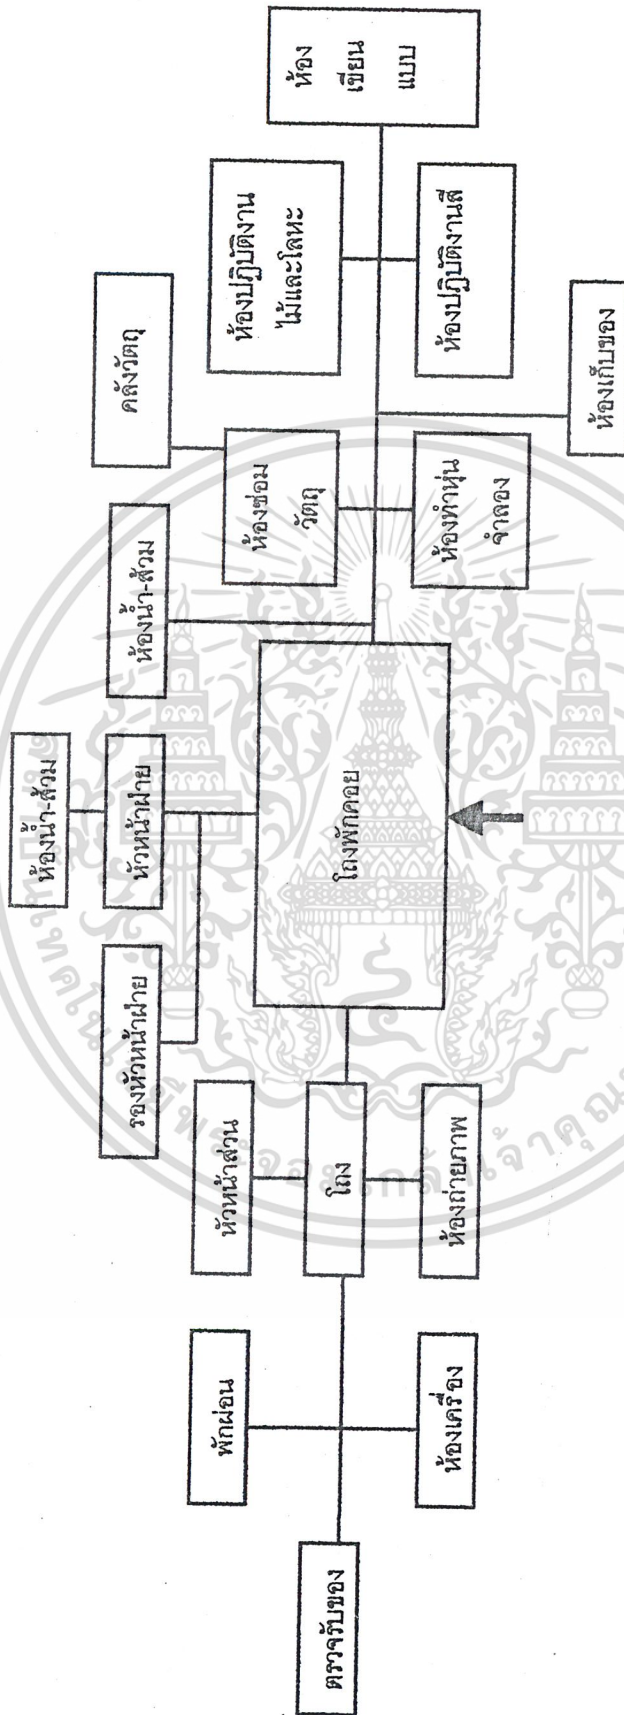 ห้องน้ำ-ส้วม
รองหัวหน้าฝ่าย
หัวหน้าฝ่าย
ห้องน้ำ-ส้วม
คลังวัตถุ
พักผ่อน
หัวหน้าส่วน
ห้องซ่อม
วัตถุ
ห้องปฏิบัติงาน
ไม้และโลหะ
ตรวจรับของ
โถง
โถงพักคอย
ห้อง
เขียน
แบบ
ห้องเครื่อง
ห้องถ่ายภาพ
ห้องทำหุ่น
จำลอง
ห้องปฏิบัติงานสี
ห้องเก็บของ